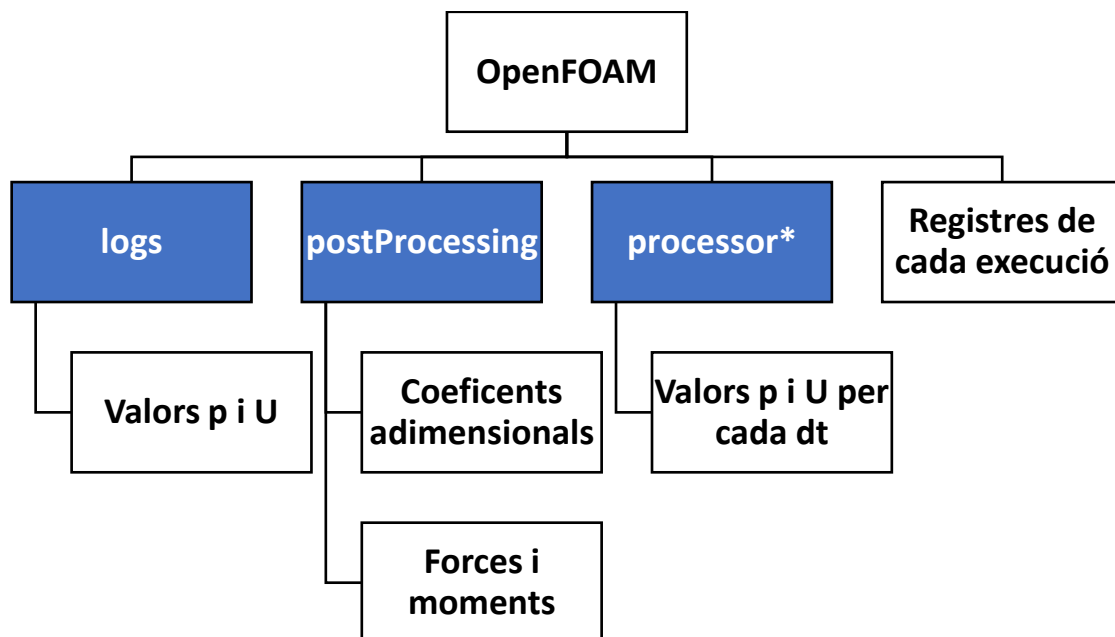 OpenFOAM
logs
postProcessing
processor*
Registres de
cada execució
Valors p i U
Coeficents
adimensionals
Valors p i U per
cada dt
Forces i
moments